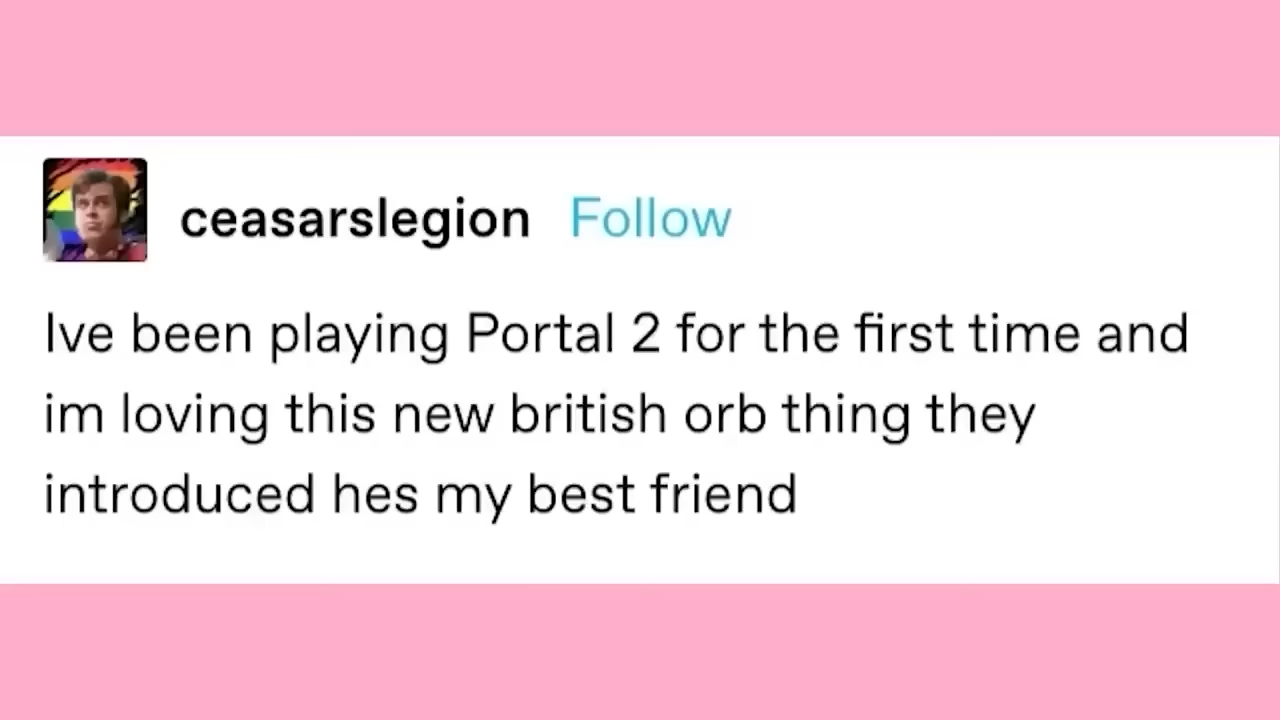 ceasarslegion Follow
Ive been playing Portal 2 for the first time and
im loving this new british orb thing they
introduced hes my best friend